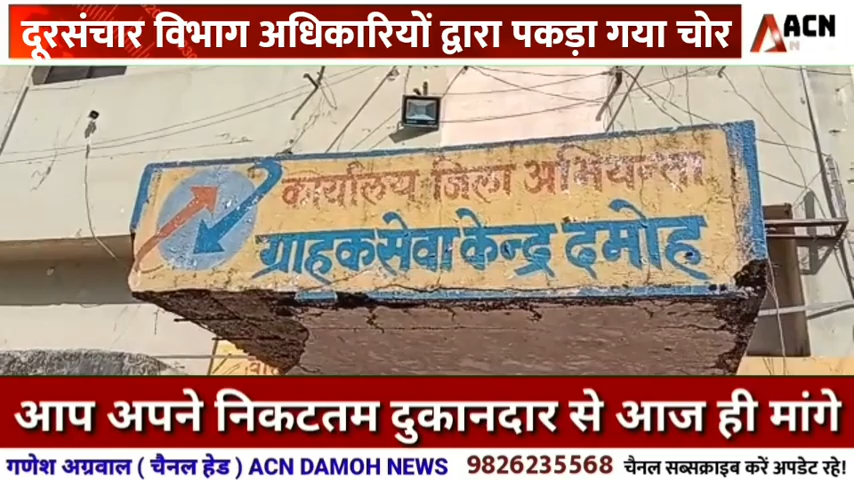 दूरसंचार विभाग अधिकारियों द्वारा पकड़ा गया चोर
ACN
कार्यालय जिला अभियन्ता
ग्राहक सेवा केन्द्र दमोह
आप अपने निकटतम दुकानदार से आज ही मांगे
गणेश अग्रवाल ( चैनल हेड ) ACN DAMOH NEWS 9826235568 चैनल सब्सक्राइब करें अपडेट रहे!